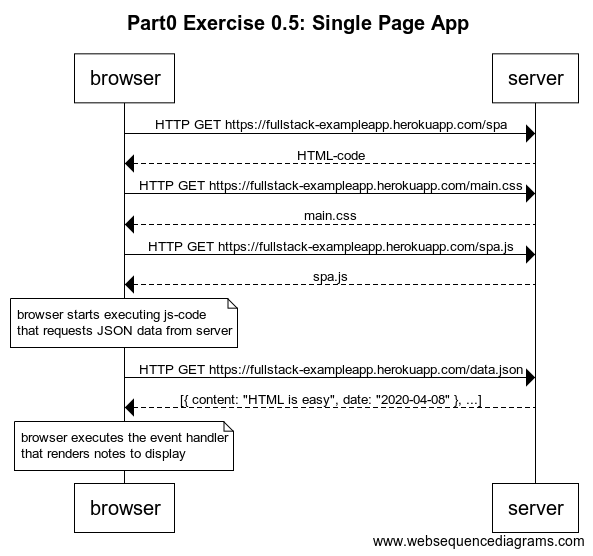 Part0 Exercise 0.5: Single Page App
browser
server
HTTP GET https://fullstack-exampleapp.herokuapp.com/spa
HTML-code
HTTP GET https://fullstack-exampleapp.herokuapp.com/main.css
main.css
HTTP GET https://fullstack-exampleapp.herokuapp.com/spa.js
spa.js
browser starts executing js-code
that requests JSON data from server
HTTP GET https://fullstack-exampleapp.herokuapp.com/data.json
[{ content: "HTML is easy", date: "2020-04-08" }, ...]
browser executes the event handler
that renders notes to display
browser
server
www.websequencediagrams.com